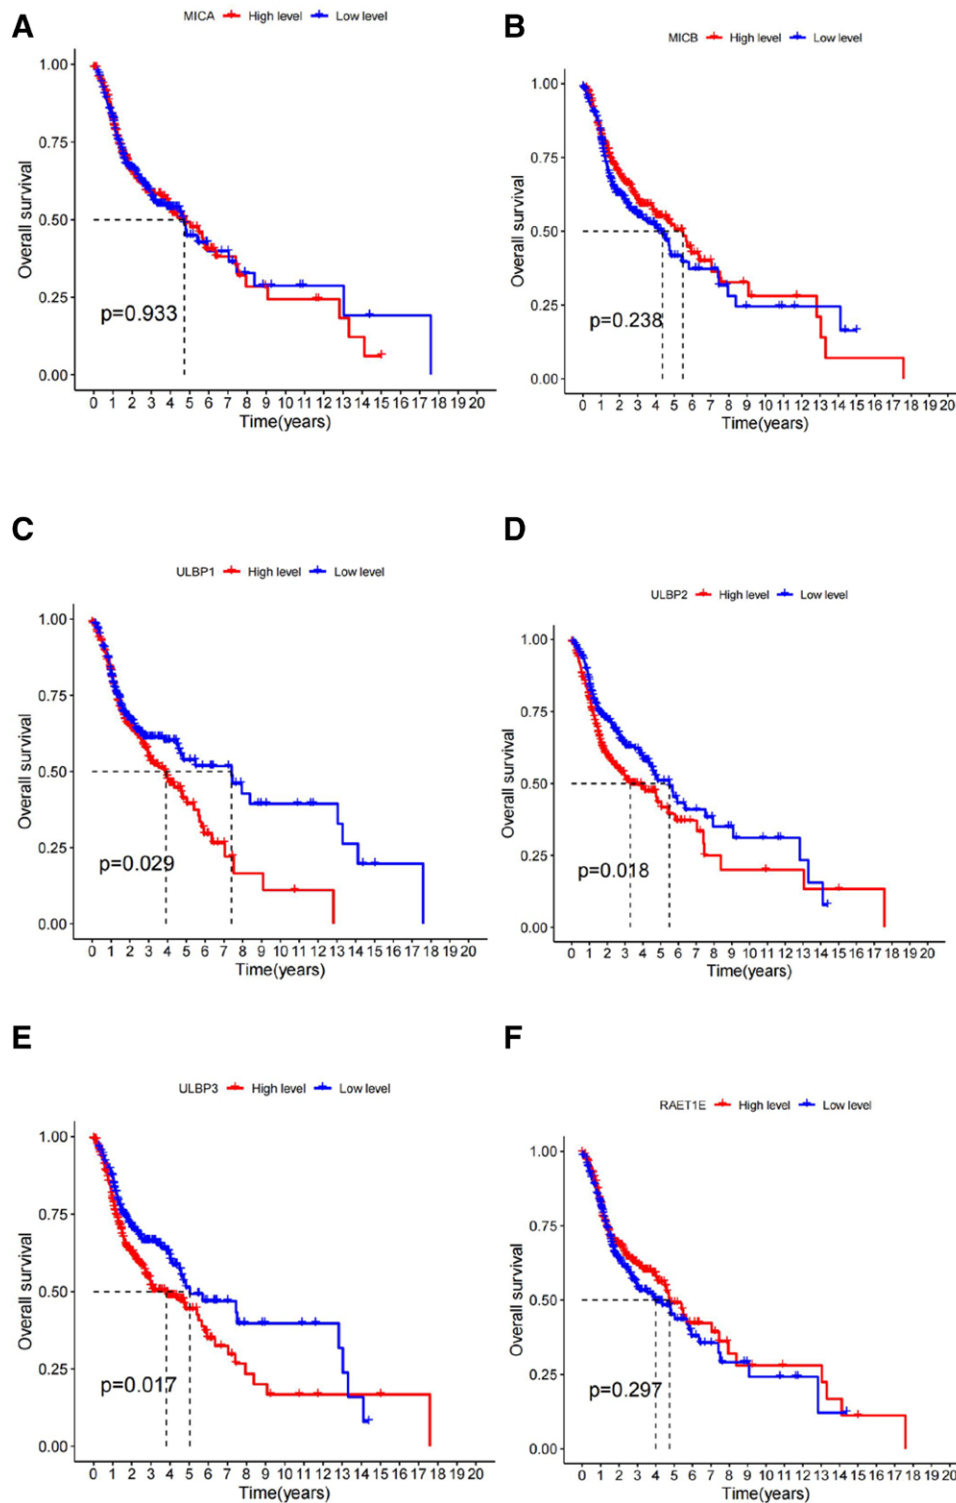 A
MICA High level Low level
1.00
0.75
0.50
0.25
0.00
Overall survival
p=0.933
0 1 2 3 4 5 6 7 8 9 10 11 12 13 14 15 16 17 18 19 20
Time(years)
B
MICB High level Low level
1.00
0.75
0.50
0.25
0.00
Overall survival
p=0.238
0 1 2 3 4 5 6 7 8 9 10 11 12 13 14 15 16 17 18 19 20
Time(years)
C
ULBP1 High level Low level
1.00
0.75
0.50
0.25
0.00
Overall survival
p=0.029
0 1 2 3 4 5 6 7 8 9 10 11 12 13 14 15 16 17 18 19 20
Time(years)
D
ULBP2 High level Low level
1.00
0.75
0.50
0.25
0.00
Overall survival
p=0.018
0 1 2 3 4 5 6 7 8 9 10 11 12 13 14 15 16 17 18 19 20
Time(years)
E
ULBP3 High level Low level
1.00
0.75
0.50
0.25
0.00
Overall survival
p=0.017
0 1 2 3 4 5 6 7 8 9 10 11 12 13 14 15 16 17 18 19 20
Time(years)
F
RAET1E High level Low level
1.00
0.75
0.50
0.25
0.00
Overall survival
p=0.297
0 1 2 3 4 5 6 7 8 9 10 11 12 13 14 15 16 17 18 19 20
Time(years)